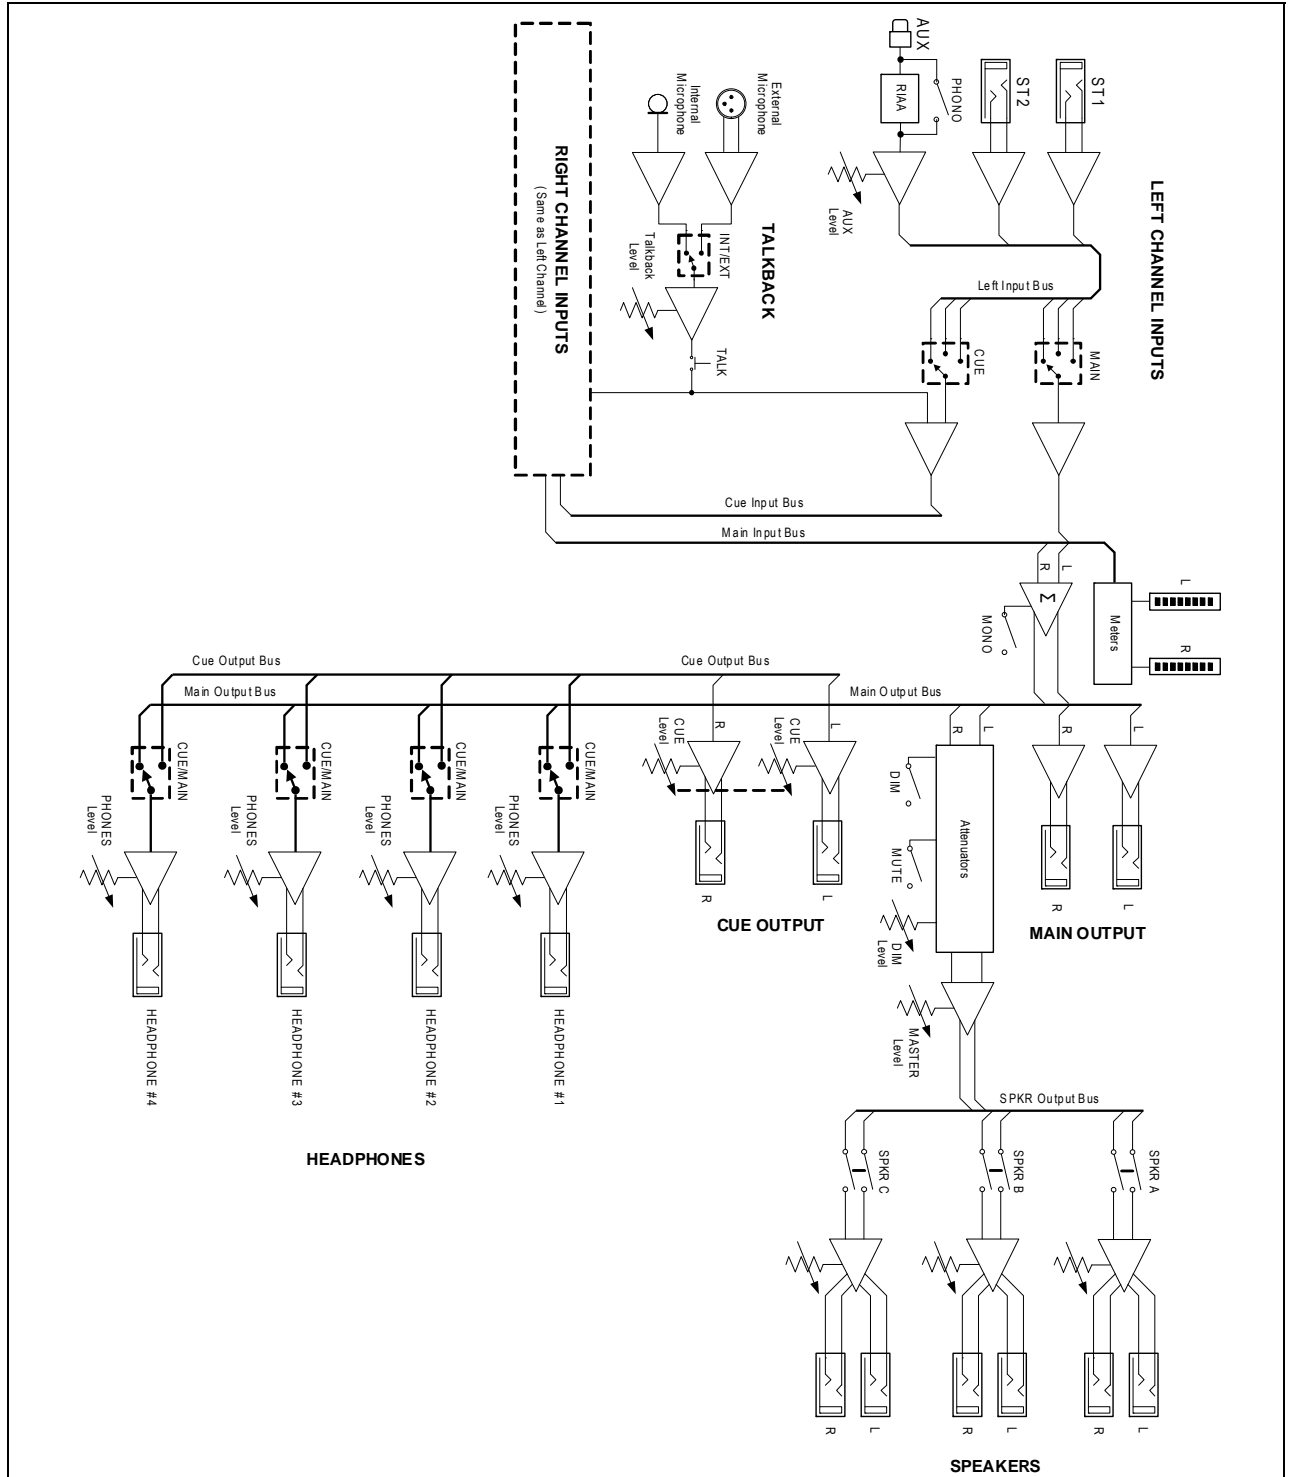 LEFT CHANNEL INPUTS
ST1
ST2
AUX
PHONO
RIAA
AUX
Level
Left Input Bus
MAIN
CUE
TALKBACK
External
Microphone
Internal
Microphone
INT/EXT
Talkback
Level
TALK
RIGHT CHANNEL INPUTS
(Same as Left Channel)
Cue Input Bus
Main Input Bus
L
R
Σ
MONO
Meters
L
R
Cue Output Bus
Cue Output Bus
Main Output Bus
Main Output Bus
L
R
L
R
MAIN OUTPUT
L
R
Attenuators
DIM
MUTE
DIM
Level
MASTER
Level
L
R
CUE
Level
CUE
Level
L
R
CUE OUTPUT
CUE/MAIN
CUE/MAIN
CUE/MAIN
CUE/MAIN
PHONES
Level
PHONES
Level
PHONES
Level
PHONES
Level
HEADPHONE #1
HEADPHONE #2
HEADPHONE #3
HEADPHONE #4
HEADPHONES
SPKR Output Bus
SPKR A
SPKR B
SPKR C
L
R
L
R
L
R
SPEAKERS